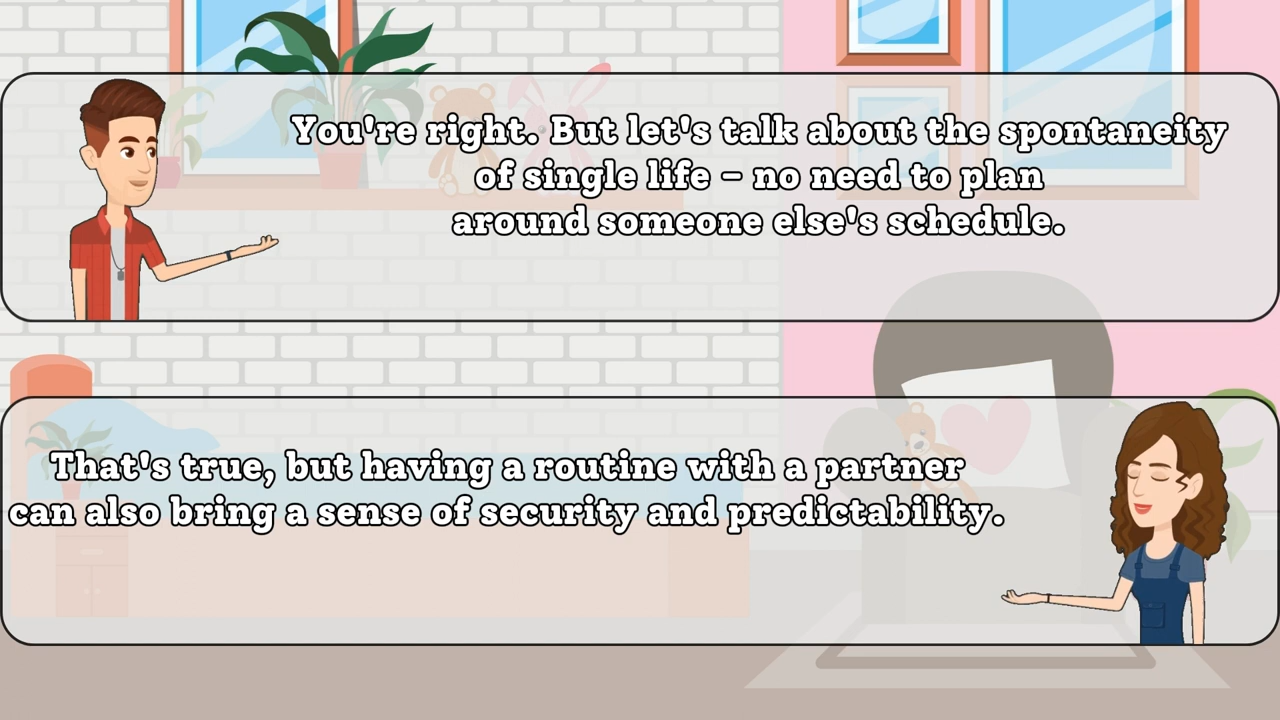 You're right. But let's talk about the spontaneity
of single life – no need to plan
around someone else's schedule.
That's true, but having a routine with a partner
can also bring a sense of security and predictability.